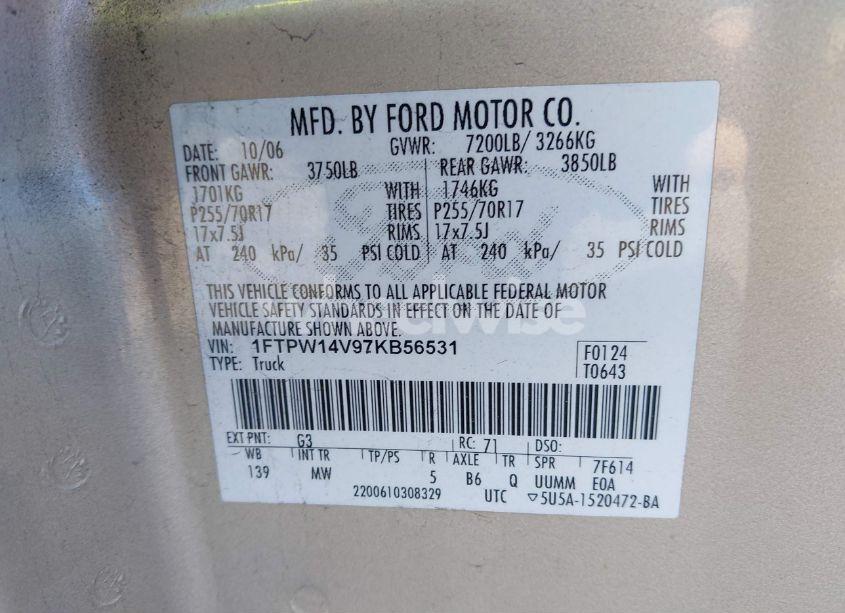 MFD. BY FORD MOTOR CO.
DATE: 10/06 GVWR: 7200LB/ 3266KG
FRONT GAWR: 3750LB REAR GAWR: 3850LB
1701KG WITH 1746KG WITH
P255/70R17 TIRES P255/70R17 TIRES
17x7.5J RIMS 17x7.5J RIMS
AT 240 kPa/ 35 PSI COLD AT 240 kPa/ 35 PSI COLD
THIS VEHICLE CONFORMS TO ALL APPLICABLE FEDERAL MOTOR
VEHICLE SAFETY STANDARDS IN EFFECT ON THE DATE OF
MANUFACTURE SHOWN ABOVE.
VIN: 1FTPW14V97KB56531 F0124
TYPE: Truck T0643
EXT PNT: G3 RC: 71 DSO:
WB INT TR TP/PS R AXLE TR SPR 7F614
139 MW 5 B6 Q UUMM E0A
2200610308329 UTC ▽5U5A-1520472-BA